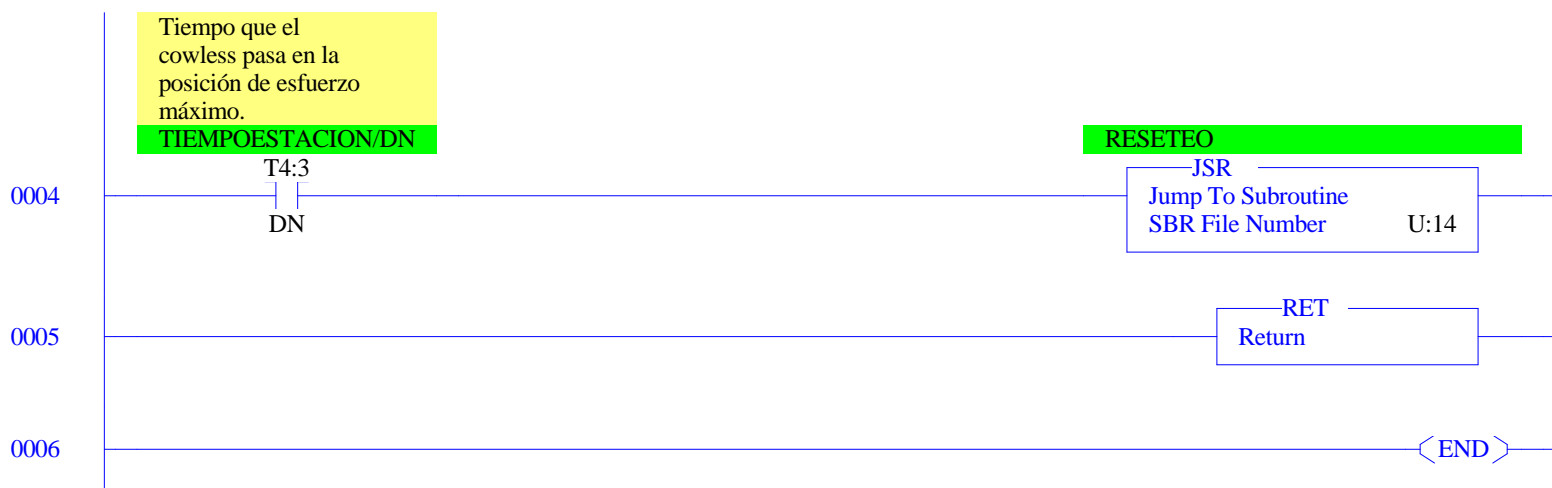 Tiempo que el
cowless pasa en la
posición de esfuerzo
máximo.
TIEMPOESTACION/DN
T4:3
DN
0004
RESETEO
JSR
Jump To Subroutine
SBR File Number U:14
0005
RET
Return
0006
END